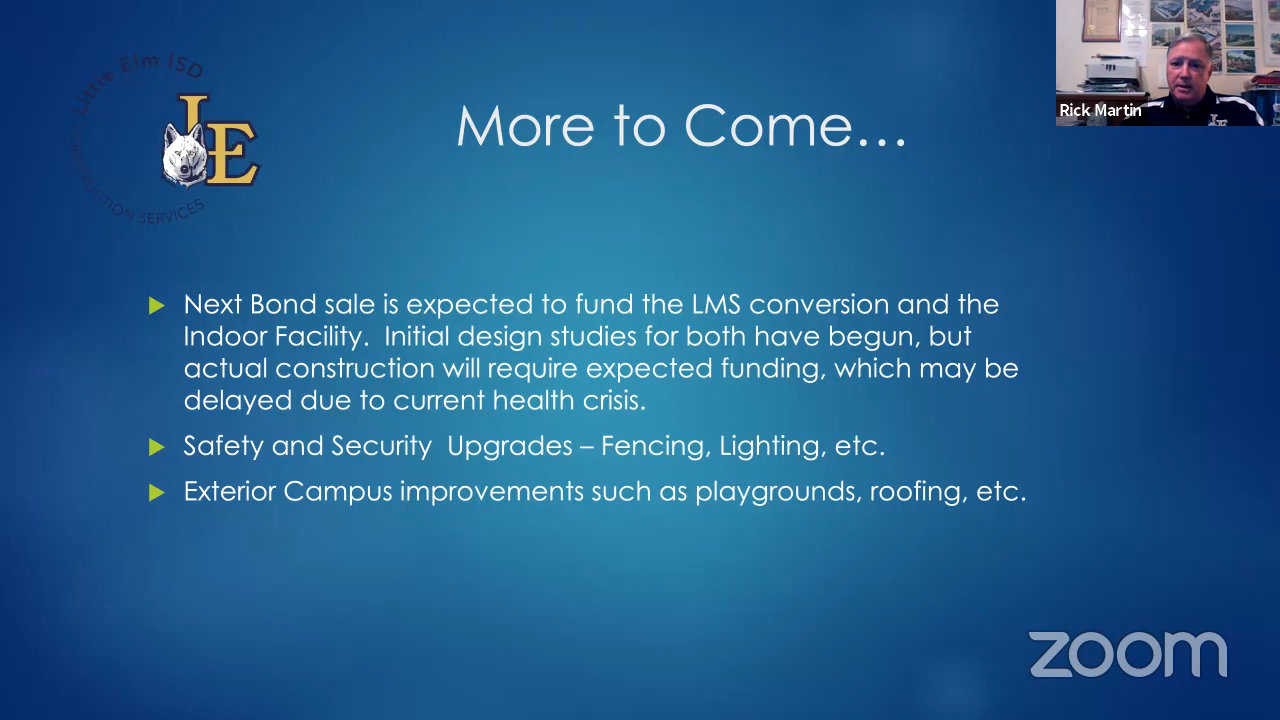 Little Elm ISD
LE
More to Come…
Rick Martin
Next Bond sale is expected to fund the LMS conversion and the
Indoor Facility.  Initial design studies for both have begun, but
actual construction will require expected funding, which may be
delayed due to current health crisis.
Safety and Security  Upgrades – Fencing, Lighting, etc.
Exterior Campus improvements such as playgrounds, roofing, etc.
zoom